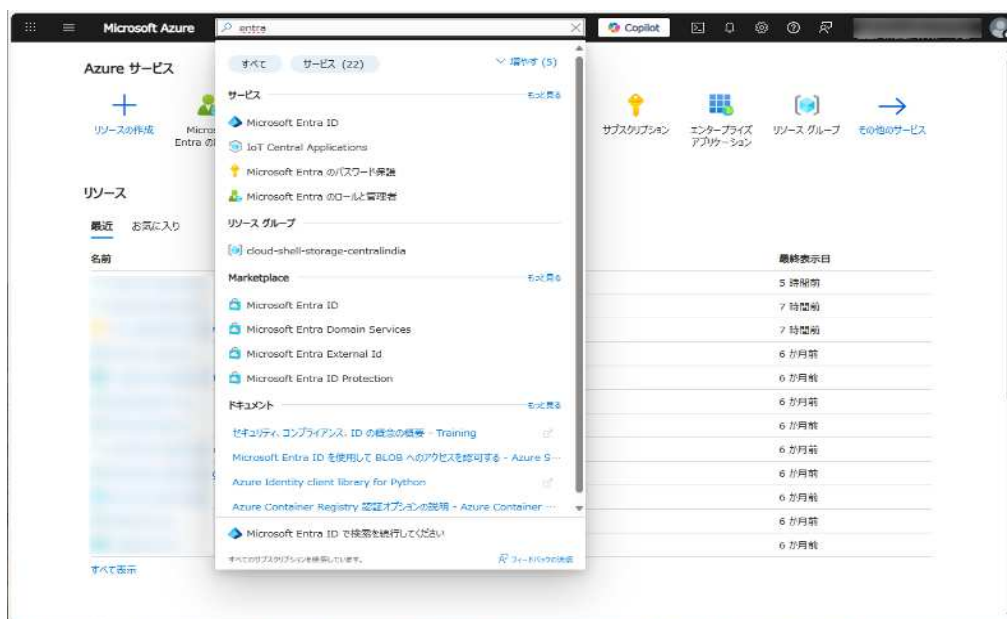 Microsoft Azure
entra
Copilot
すべて
サービス (22)
増やす (5)
サービス
もっと見る
Microsoft Entra ID
IoT Central Applications
Microsoft Entra のパスワード保護
Microsoft Entra のロールと管理者
リソース グループ
cloud-shell-storage-centralindia
Marketplace
もっと見る
Microsoft Entra ID
Microsoft Entra Domain Services
Microsoft Entra External Id
Microsoft Entra ID Protection
ドキュメント
もっと見る
セキュリティ、コンプライアンス、ID の概念の概要 - Training
Microsoft Entra ID を使用して BLOB へのアクセスを認可する - Azure S...
Azure Identity client library for Python
Azure Container Registry 認証オプションの説明 - Azure Container ...
Microsoft Entra ID で検索を続行してください
すべてのサブスクリプションを検索しています。
フィードバックの送信
Azure サービス
リソースの作成
Micros
Entra の
サブスクリプション
エンタープライズ
アプリケーション
リソース グループ
その他のサービス
リソース
最近
お気に入り
名前
最終表示日
5 時間前
7 時間前
7 時間前
6 か月前
6 か月前
6 か月前
6 か月前
6 か月前
6 か月前
6 か月前
6 か月前
6 か月前
すべて表示